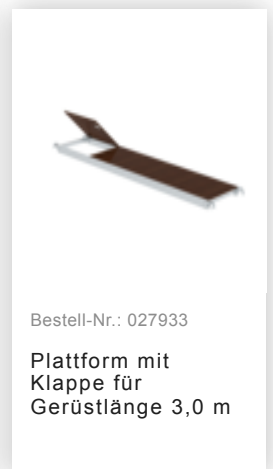 Bestell-Nr.: 027933
Plattform mit
Klappe für
Gerüstlänge 3,0 m